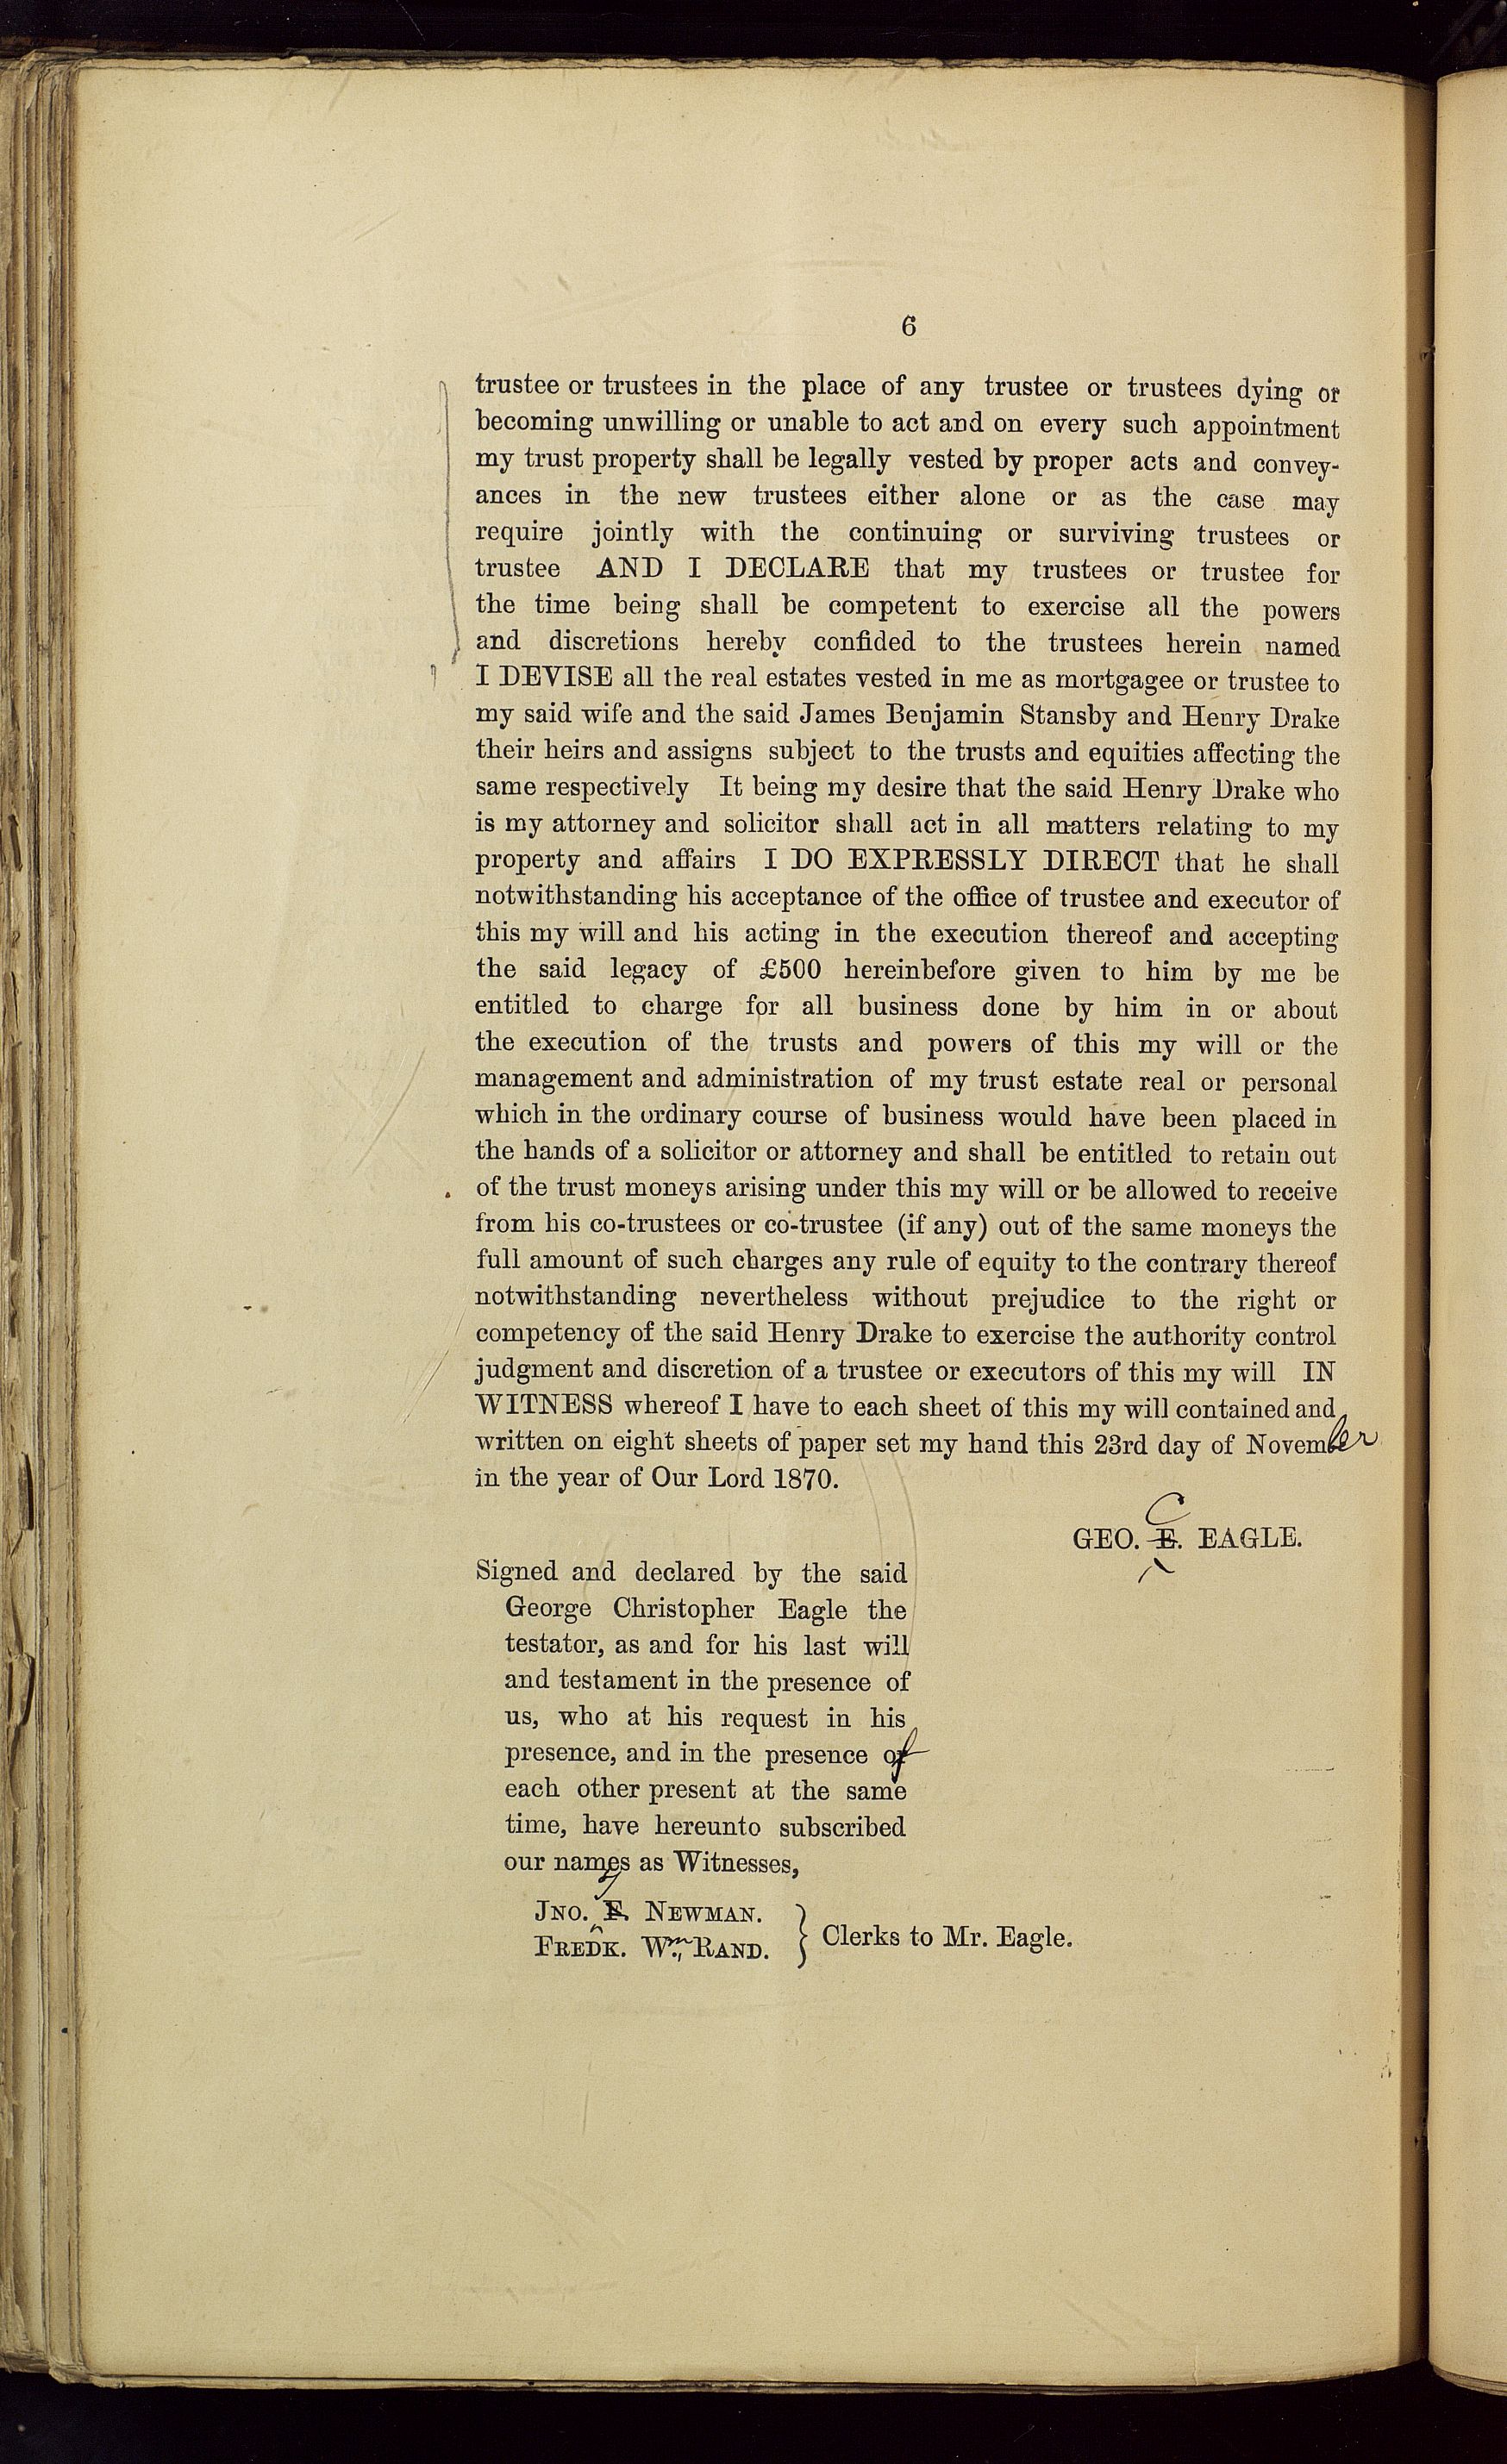 6
trustee or trustees in the place of any trustee or trustees dying or
becoming unwilling or unable to act and on every such appointment
my trust property shall be legally vested by proper acts and convey-
ances in the new trustees either alone or as the case may
require jointly with the continuing or surviving trustees or
trustee AND I DECLARE that my trustees or trustee for
the time being shall be competent to exercise all the powers
and discretions hereby confided to the trustees herein named
I DEVISE all the real estates vested in me as mortgagee or trustee to
my said wife and the said James Benjamin Stansby and Henry Drake
their heirs and assigns subject to the trusts and equities affecting the
same respectively It being my desire that the said Henry Drake who
is my attorney and solicitor shall act in all matters relating to my
property and affairs I DO EXPRESSLY DIRECT that he shall
notwithstanding his acceptance of the office of trustee and executor of
this my will and his acting in the execution thereof and accepting
the said legacy of £500 hereinbefore given to him by me be
entitled to charge for all business done by him in or about
the execution of the trusts and powers of this my will or the
management and administration of my trust estate real or personal
which in the ordinary course of business would have been placed in
the hands of a solicitor or attorney and shall be entitled to retain out
of the trust moneys arising under this my will or be allowed to receive
from his co-trustees or co-trustee (if any) out of the same moneys the
full amount of such charges any rule of equity to the contrary thereof
notwithstanding nevertheless without prejudice to the right or
competency of the said Henry Drake to exercise the authority control
judgment and discretion of a trustee or executors of this my will IN
WITNESS whereof I have to each sheet of this my will contained and
written on eight sheets of paper set my hand this 23rd day of November
in the year of Our Lord 1870.
C
GEO. E. EAGLE.
Signed and declared by the said
George Christopher Eagle the
testator, as and for his last will
and testament in the presence of
us, who at his request in his
presence, and in the presence of
each other present at the same
time, have hereunto subscribed
our names as Witnesses,
JNO. NEWMAN.
FREDK. Wm. RAND.
} Clerks to Mr. Eagle.